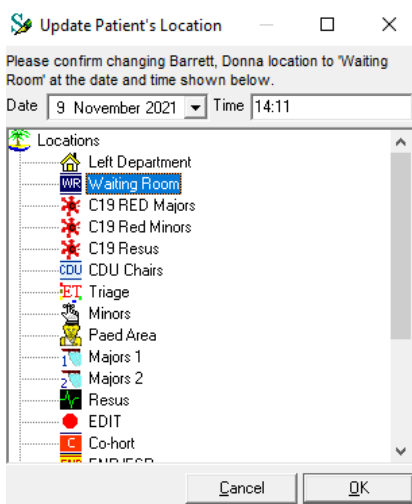 Update Patient's Location
Please confirm changing Barrett, Donna location to 'Waiting
Room' at the date and time shown below.
Date 9 November 2021 Time 14:11
Locations
Left Department
WR Waiting Room
C19 RED Majors
C19 Red Minors
C19 Resus
CDU CDU Chairs
ET Triage
Minors
Paed Area
1 Majors 1
2 Majors 2
Resus
EDIT
C Co-hort
Cancel OK